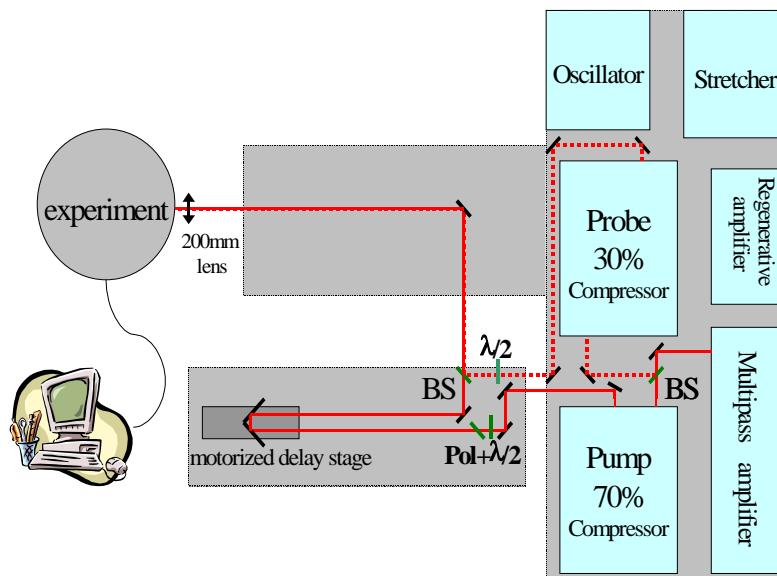 Oscillator
Stretcher
experiment
200mm
lens
Probe
30%
Compressor
Regenerative
amplifier
λ/2
BS
BS
motorized delay stage
Pol+λ/2
Pump
70%
Compressor
Multipass amplifier